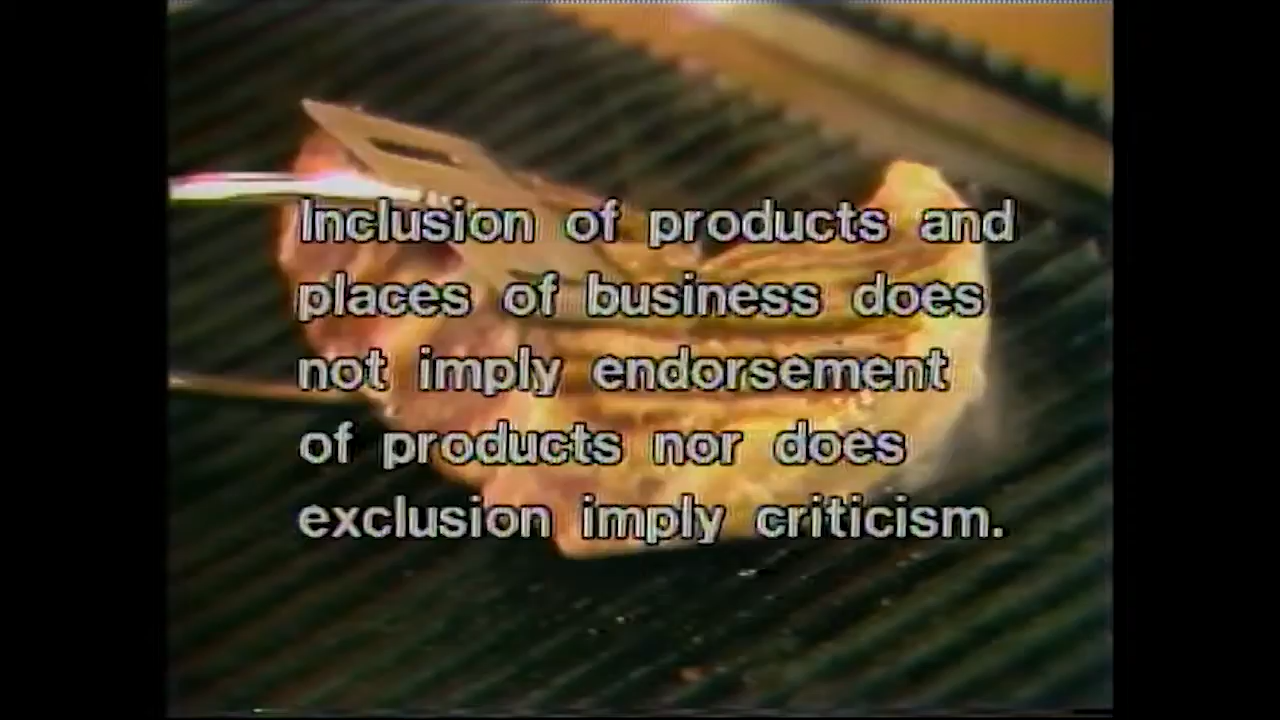 Inclusion of products and
places of business does
not imply endorsement
of products nor does
exclusion imply criticism.